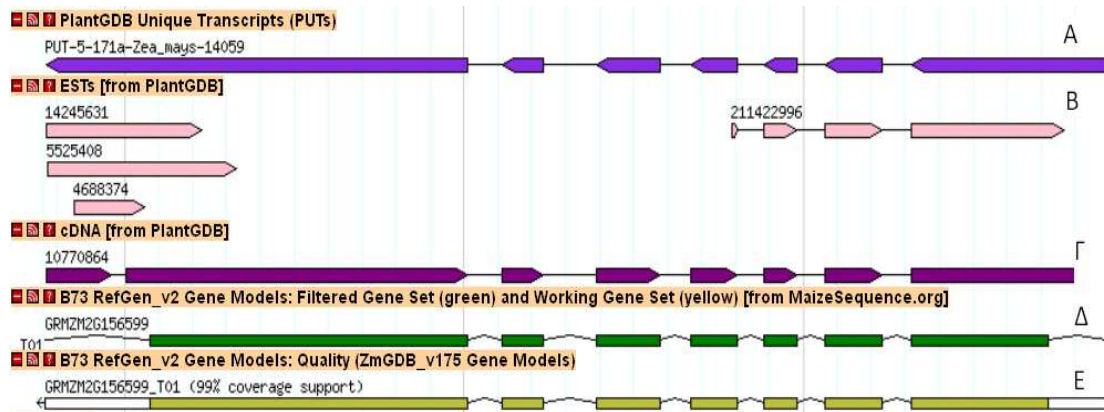 PlantGDB Unique Transcripts (PUTs)
PUT-5-171a-Zea_mays-14059
A
ESTs [from PlantGDB]
14245631
211422996
B
5525408
4688374
cDNA [from PlantGDB]
10770864
Γ
B73 RefGen_v2 Gene Models: Filtered Gene Set (green) and Working Gene Set (yellow) [from MaizeSequence.org]
GRMZM2G156599
T01
Δ
B73 RefGen_v2 Gene Models: Quality (ZmGDB_v175 Gene Models)
GRMZM2G156599_T01 (99% coverage support)
E